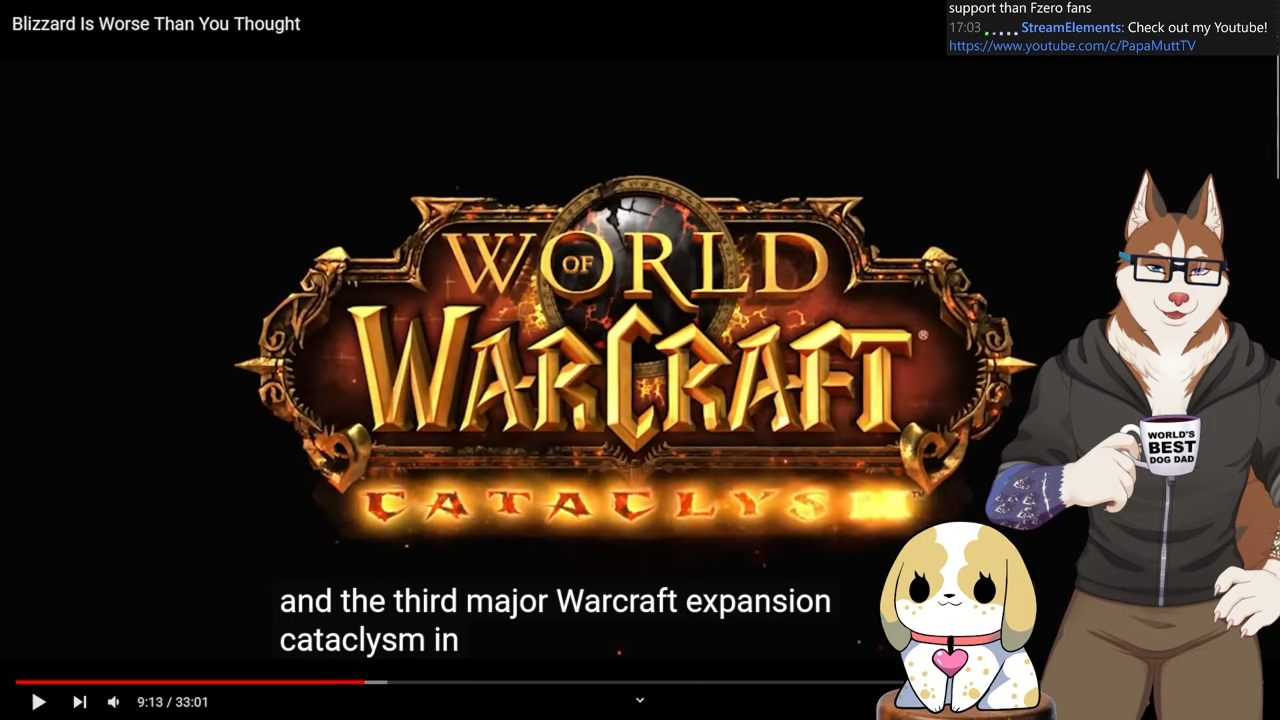 Blizzard Is Worse Than You Thought
support than Fzero fans
17:03 StreamElements: Check out my Youtube!
https://www.youtube.com/c/PapaMuttTV
WORLD
OF
WARCRAFT®
CATACLYSM™
WORLD'S
BEST
DOG DAD
and the third major Warcraft expansion
cataclysm in
9:13 / 33:01